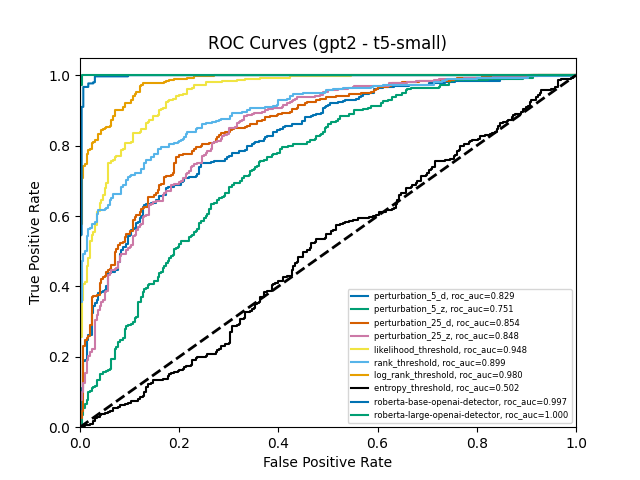 ROC Curves (gpt2 - t5-small)
True Positive Rate
1.0
0.8
0.6
0.4
0.2
0.0
perturbation_5_d, roc_auc=0.829
perturbation_5_z, roc_auc=0.751
perturbation_25_d, roc_auc=0.854
perturbation_25_z, roc_auc=0.848
likelihood_threshold, roc_auc=0.948
rank_threshold, roc_auc=0.899
log_rank_threshold, roc_auc=0.980
entropy_threshold, roc_auc=0.502
roberta-base-openai-detector, roc_auc=0.997
roberta-large-openai-detector, roc_auc=1.000
0.0 0.2 0.4 0.6 0.8 1.0
False Positive Rate